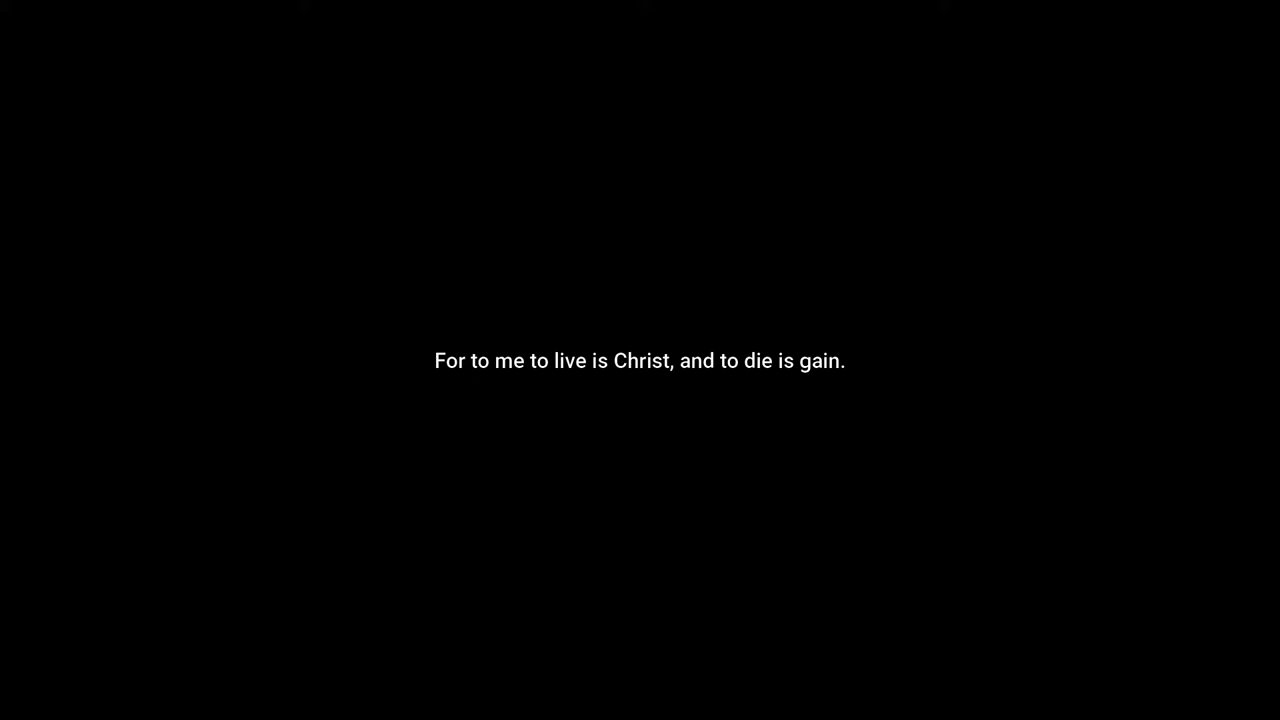 For to me to live is Christ, and to die is gain.